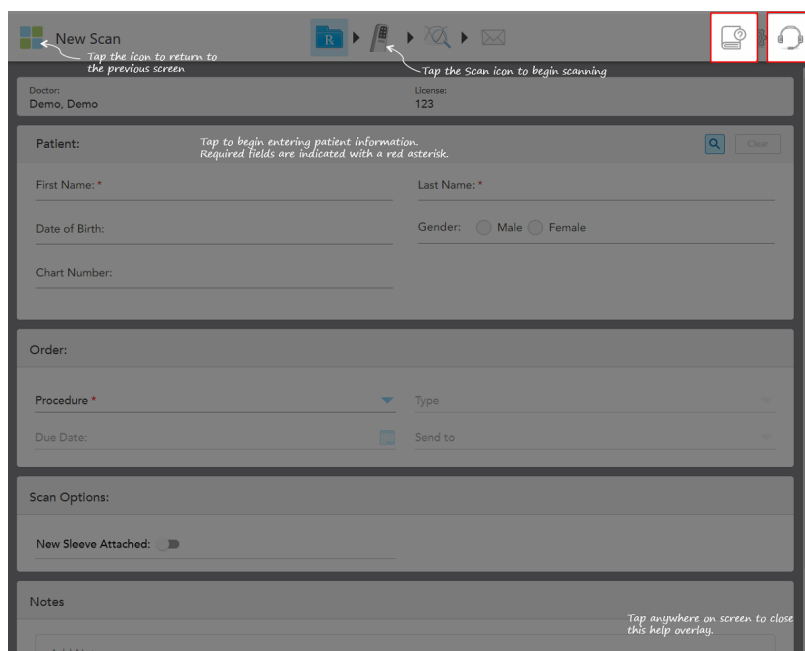 New Scan
R
Tap the icon to return to
the previous screen
Tap the Scan icon to begin scanning
Doctor:
Demo, Demo
License:
123
Patient:
Tap to begin entering patient information.
Required fields are indicated with a red asterisk.
Clear
First Name: *
Last Name: *
Date of Birth:
Gender: Male Female
Chart Number:
Order:
Procedure *
Type
Due Date:
Send to
Scan Options:
New Sleeve Attached:
Notes
Tap anywhere on screen to close
this help overlay.